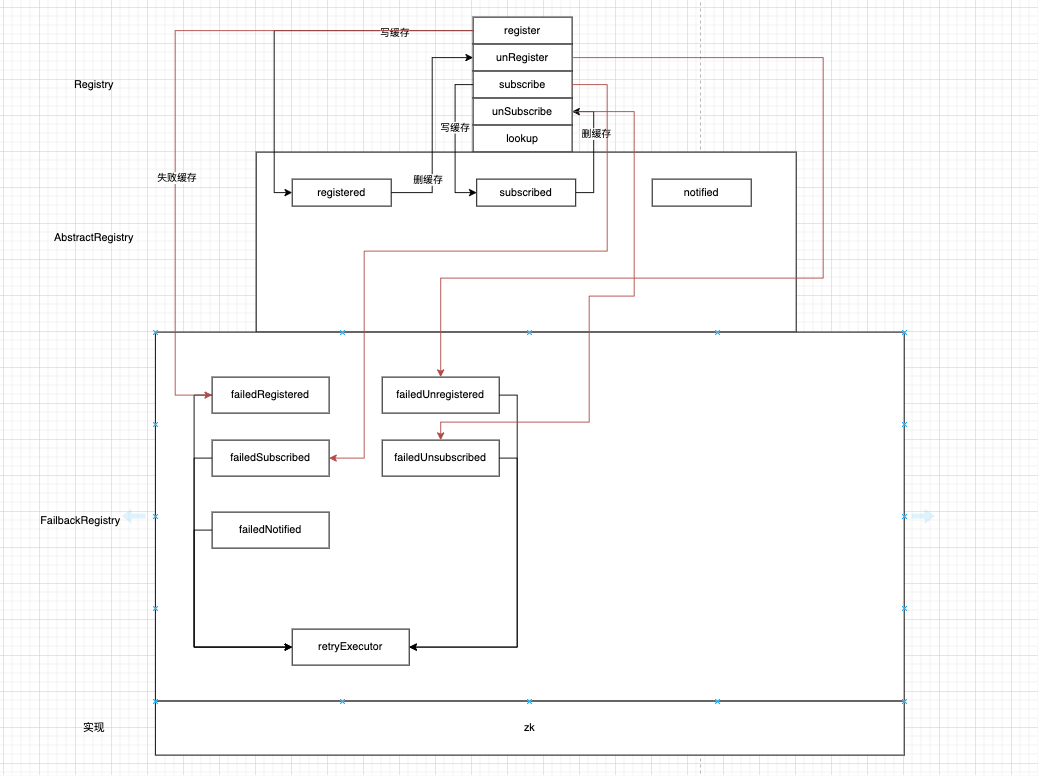 register
写缓存
unRegister
Registry
subscribe
unSubscribe
写缓存
删缓存
lookup
失败缓存
删缓存
registered
subscribed
notified
AbstractRegistry
failedRegistered
failedUnregistered
failedSubscribed
failedUnsubscribed
FailbackRegistry
failedNotified
retryExecutor
实现
zk